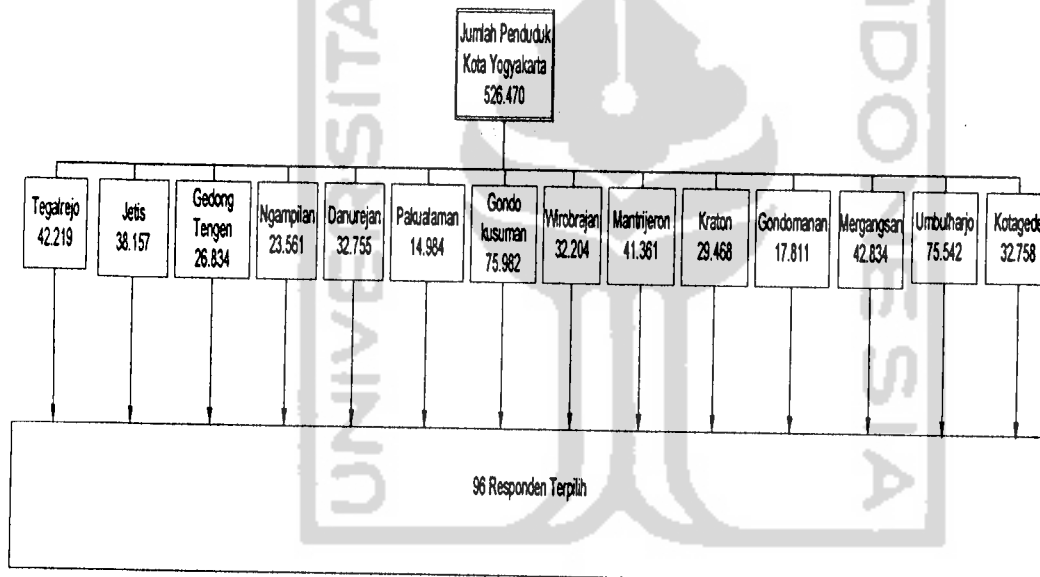 Jumlah Penduduk
Kota Yogyakarta
526.470
Tegalrejo
42.219
Jetis
38.157
Gedong
Tengen
26.834
Ngampilan
23.561
Danurejan
32.755
Pakualaman
14.984
Gondo
kusuman
75.982
Wirobrajan
32.204
Mantrijeron
41.361
Kraton
29.468
Gondomanan
17.811
Mergangsan
42.834
Umbulharjo
75.542
Kotagede
32.758
96 Responden Terpilih
UNIVERSITA
NDONESIA